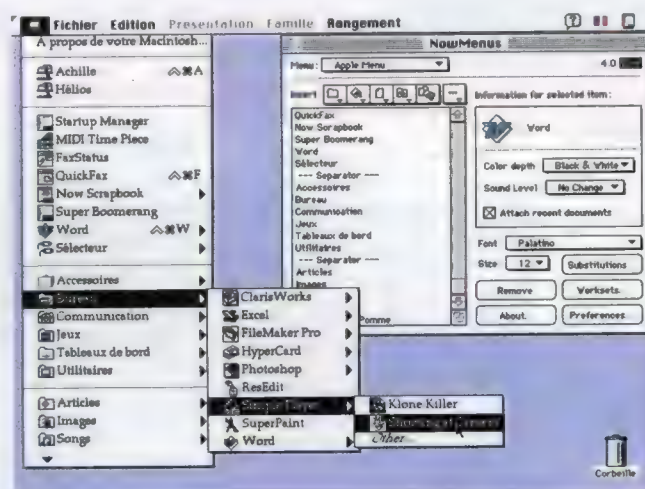 Fichier Edition Presentation Famille Rangement
A propos de votre Macintosh...
Achille ⌘A
Hélios
Startup Manager
MIDI Time Piece
FaxStatus
QuickFax ⌘F
Now Scrapbook
Super Boomerang
Word ⌘W
Sélecteur
Accessoires
Bureau
Communication
Jeux
Tableaux de bord
Utilitaires
Articles
Images
Songs
ClarisWorks
Excel
FileMaker Pro
HyperCard
Photoshop
ResEdit
SuperPaint
Word
Klone Killer
Other...
NowMenus
Menu: Apple Menu
4.0
Insert
QuickFax
Now Scrapbook
Super Boomerang
Word
Sélecteur
--- Separator ---
Accessoires
Bureau
Communication
Jeux
Tableaux de bord
Utilitaires
--- Separator ---
Articles
Images
Pomme
Information for selected item:
Word
Color depth Black & White
Sound Level No Change
Attach recent documents
Font Palatino
Size 12 Substitutions
Remove Worksets
About Preferences
Corbeille